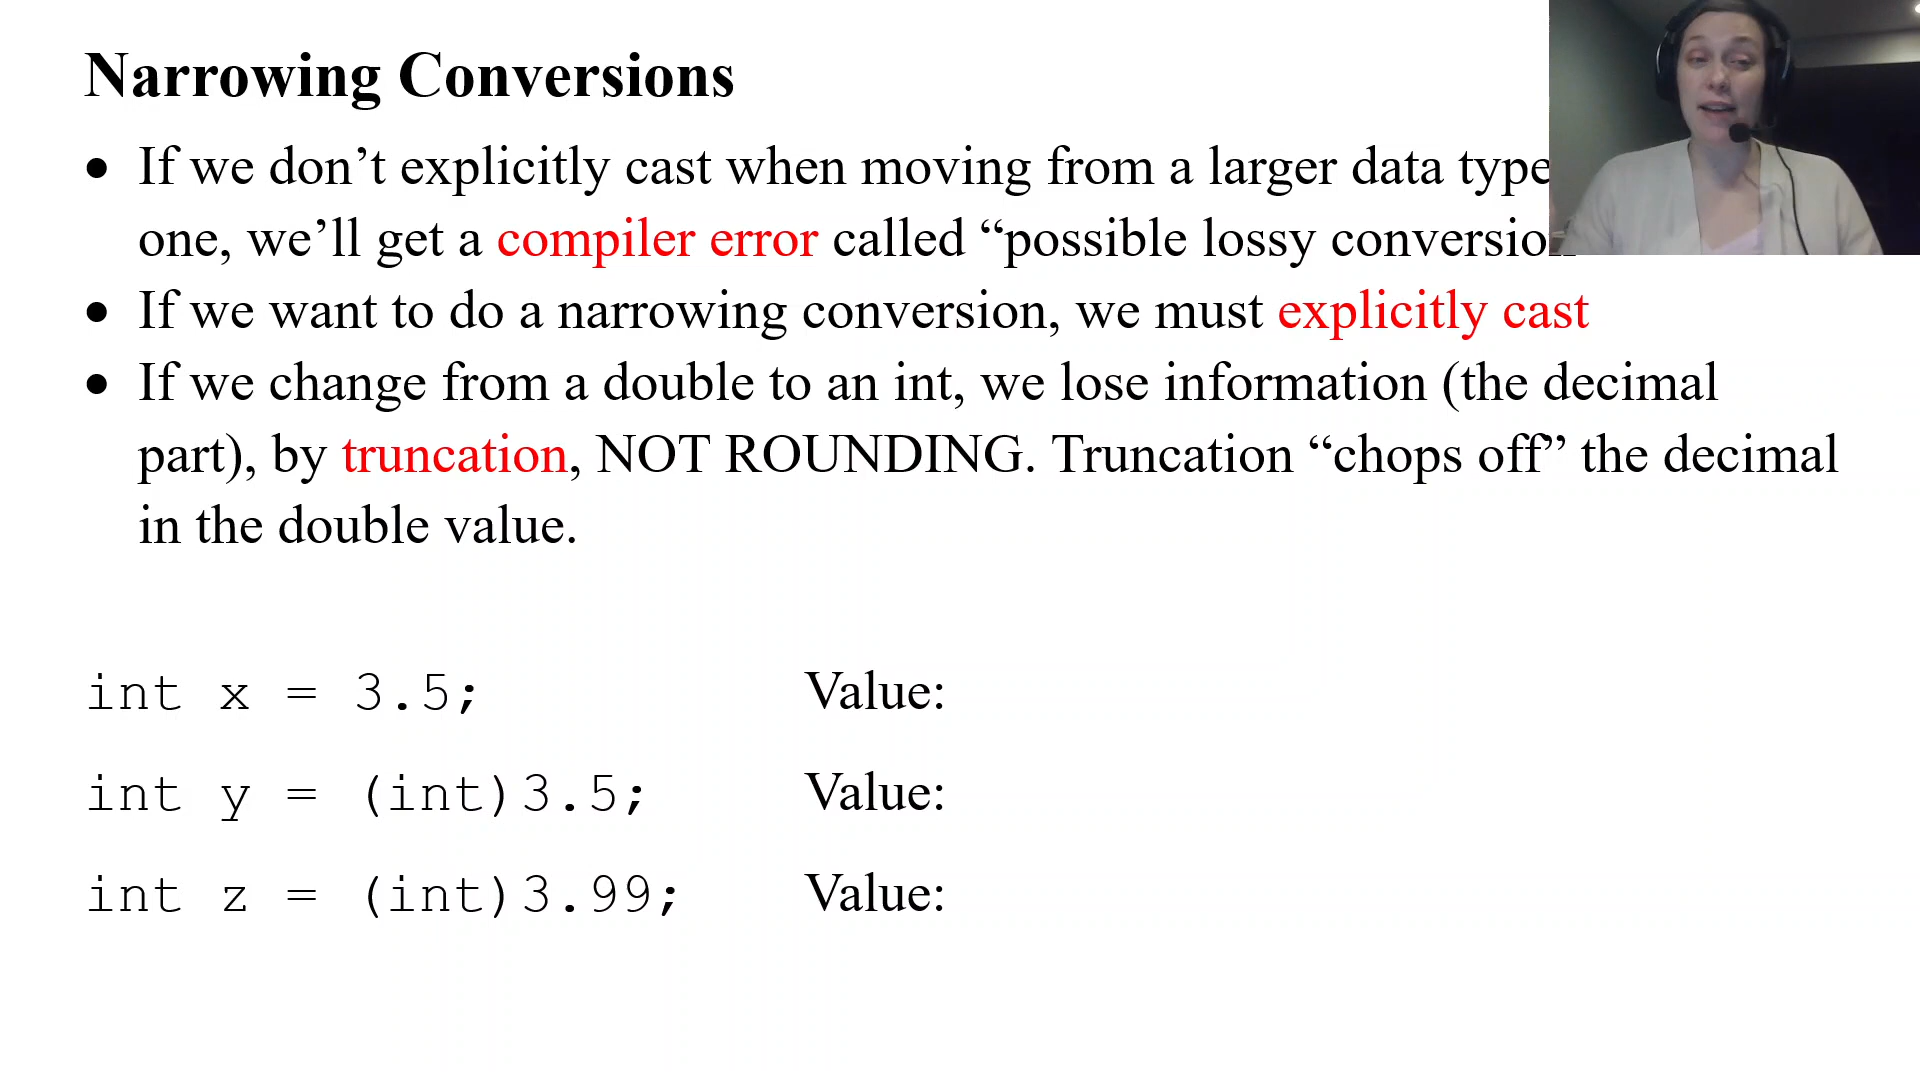 Narrowing Conversions
• If we don’t explicitly cast when moving from a larger data type
one, we’ll get a compiler error called “possible lossy
• If we want to do a narrowing conversion, we must explicitly cast
• If we change from a double to an int, we lose information (the decimal
part), by truncation, NOT ROUNDING. Truncation “chops off” the decimal
in the double value.
int x = 3.5; Value:
int y = (int)3.5; Value:
int z = (int)3.99; Value: